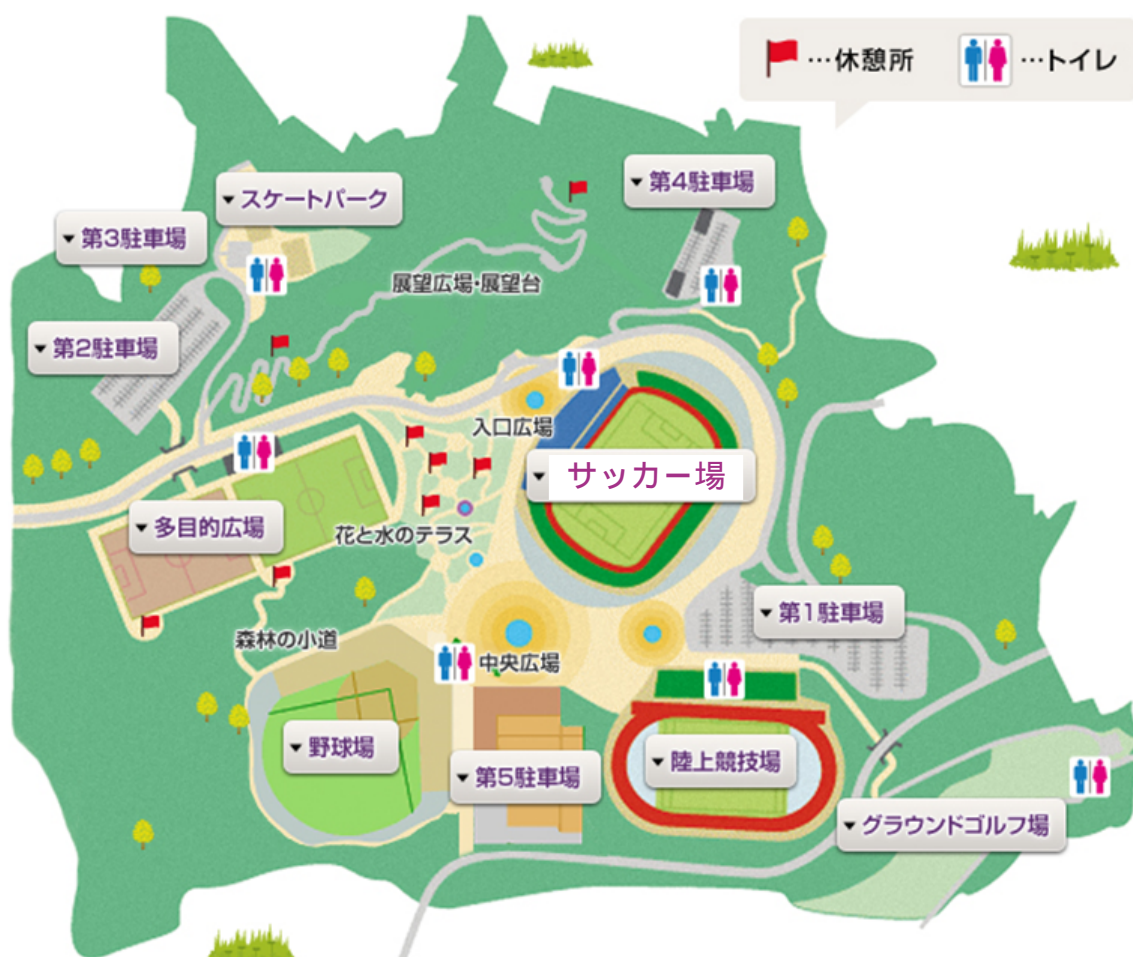 …休憩所
…トイレ
スケートパーク
第4駐車場
第3駐車場
展望広場・展望台
第2駐車場
入口広場
サッカー場
多目的広場
花と水のテラス
第1駐車場
森林の小道
中央広場
野球場
第5駐車場
陸上競技場
グラウンドゴルフ場